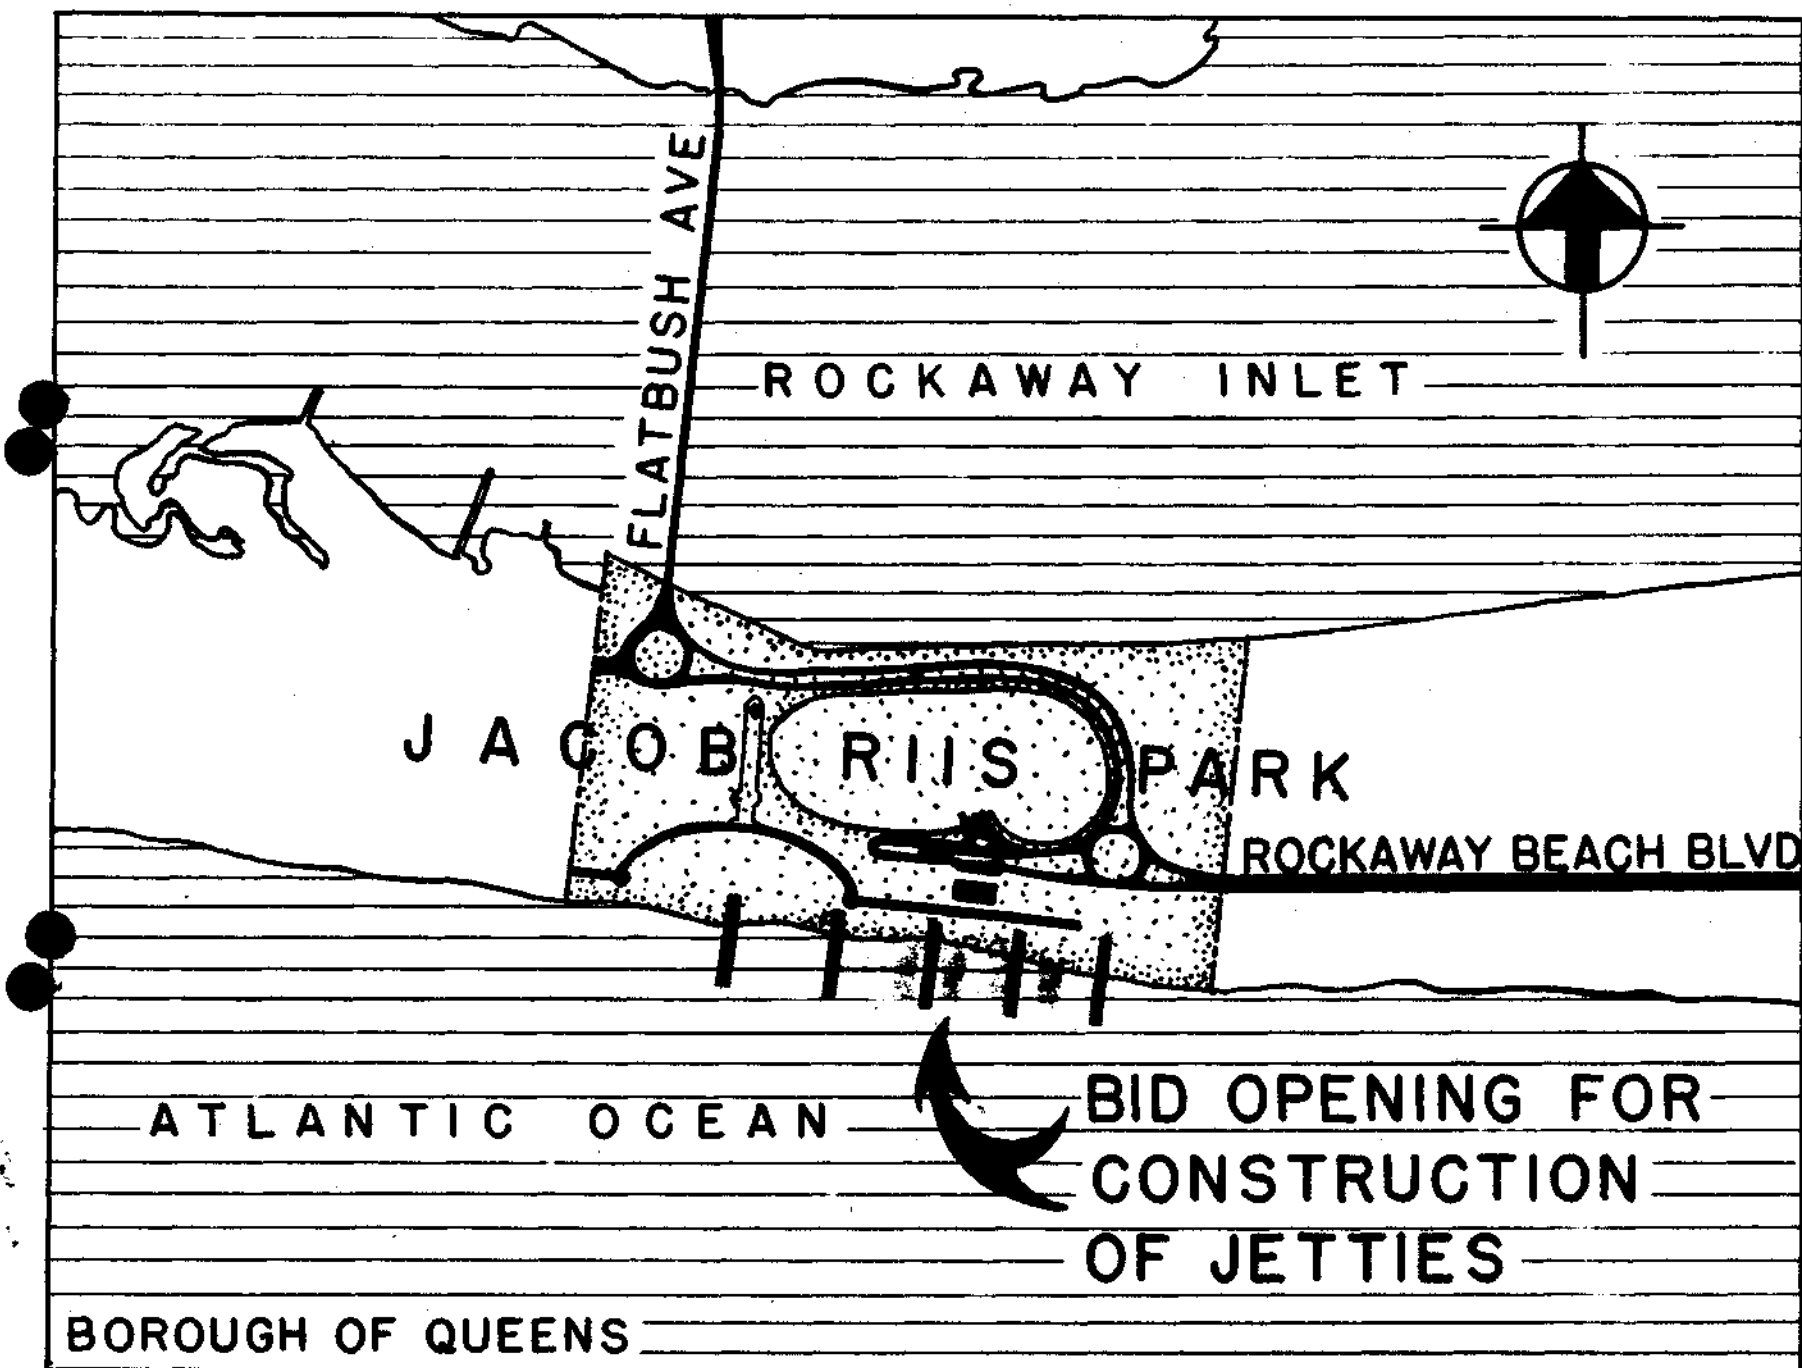 FLATBUSH AVE
ROCKAWAY INLET
JACOB RIIS PARK
ROCKAWAY BEACH BLVD
ATLANTIC OCEAN
BID OPENING FOR
CONSTRUCTION
OF JETTIES
BOROUGH OF QUEENS